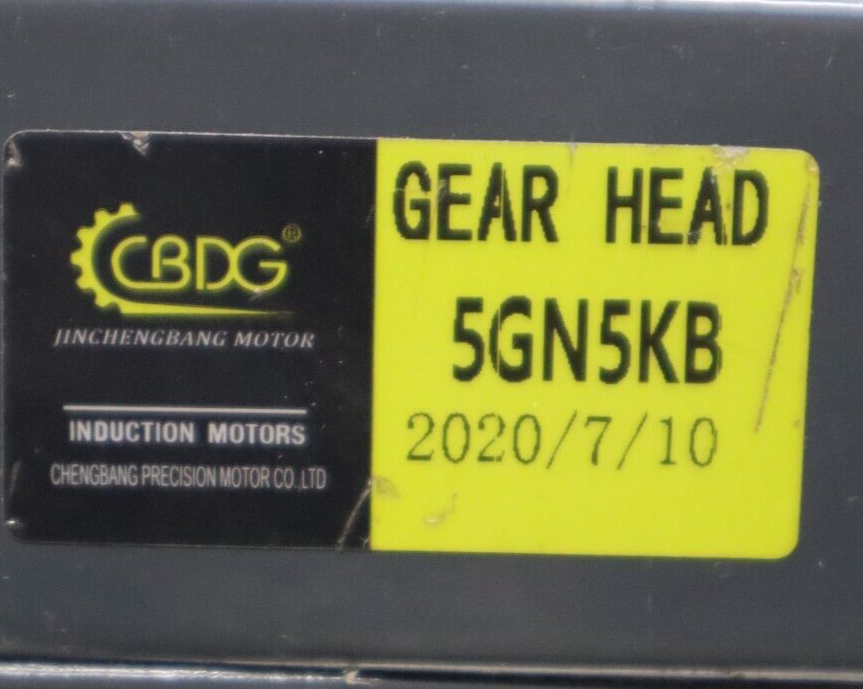 CBDG®
JINCHENGBANG MOTOR
INDUCTION MOTORS
CHENGBANG PRECISION MOTOR CO.,LTD
GEAR HEAD
5GN5KB
2020/7/10